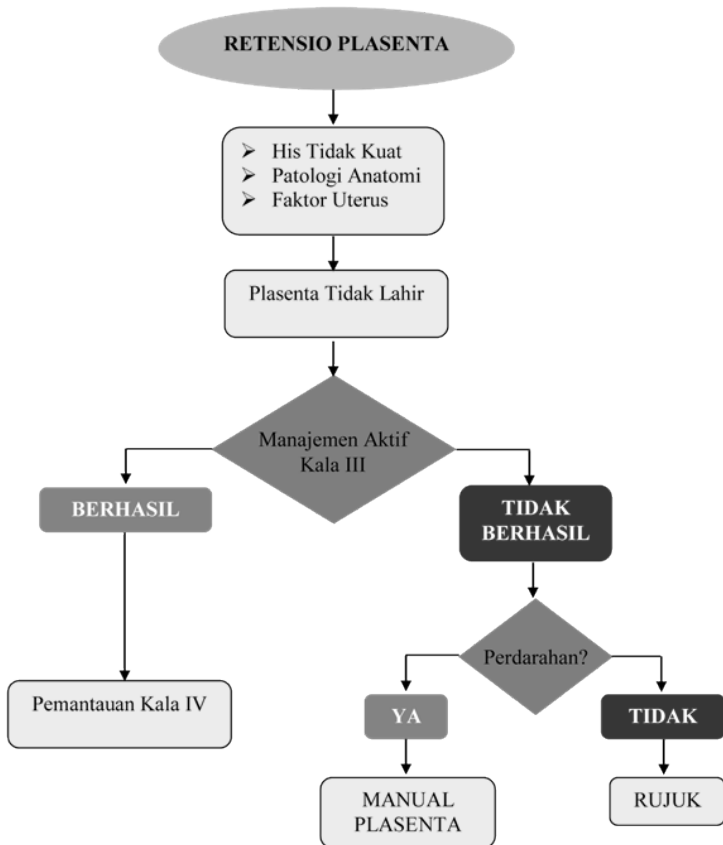 RETENSIO PLASENTA
➢ His Tidak Kuat
➢ Patologi Anatomi
➢ Faktor Uterus
Plasenta Tidak Lahir
Manajemen Aktif
Kala III
BERHASIL
TIDAK
BERHASIL
Perdarahan?
Pemantauan Kala IV
YA
TIDAK
MANUAL
PLASENTA
RUJUK